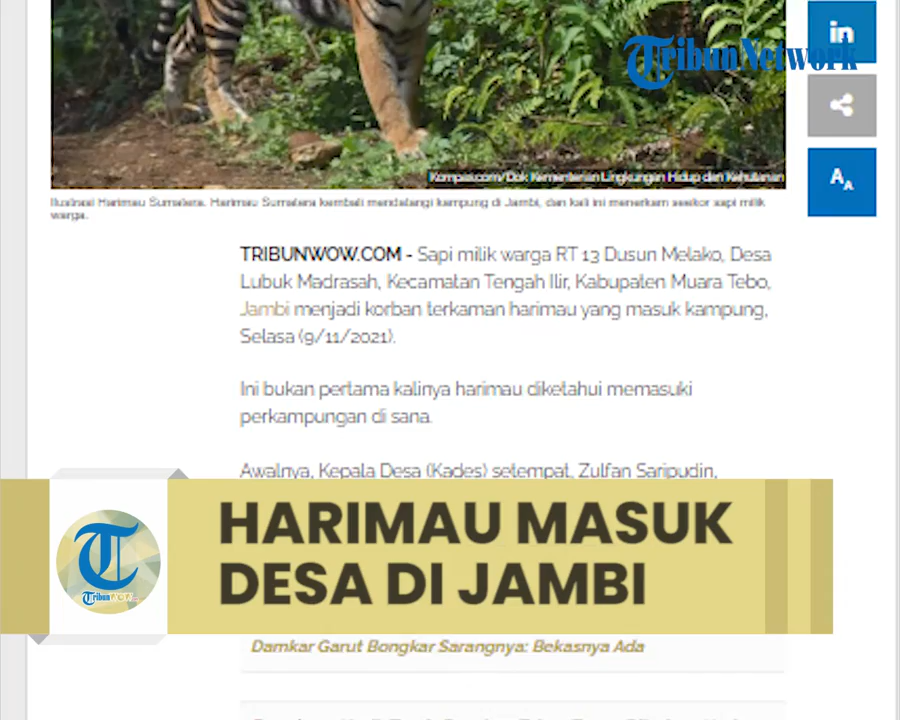 in
Tribun Network
A A
Kompas.com/Dok Kementerian Lingkungan Hidup dan Kehutanan
Ilustrasi Harimau Sumatera. Harimau Sumatera kembali mendatangi kampung di Jambi, dan kali ini menerkam seekor sapi milik
warga.
TRIBUNWOW.COM - Sapi milik warga RT 13 Dusun Melako, Desa
Lubuk Madrasah, Kecamatan Tengah Ilir, Kabupaten Muara Tebo,
Jambi menjadi korban terkaman harimau yang masuk kampung,
Selasa (9/11/2021).
Ini bukan pertama kalinya harimau diketahui memasuki
perkampungan di sana.
Awalnya, Kepala Desa (Kades) setempat, Zulfan Saripudin,
HARIMAU MASUK
DESA DI JAMBI
T
TribunWOW.com
Damkar Garut Bongkar Sarangnya: Bekasnya Ada